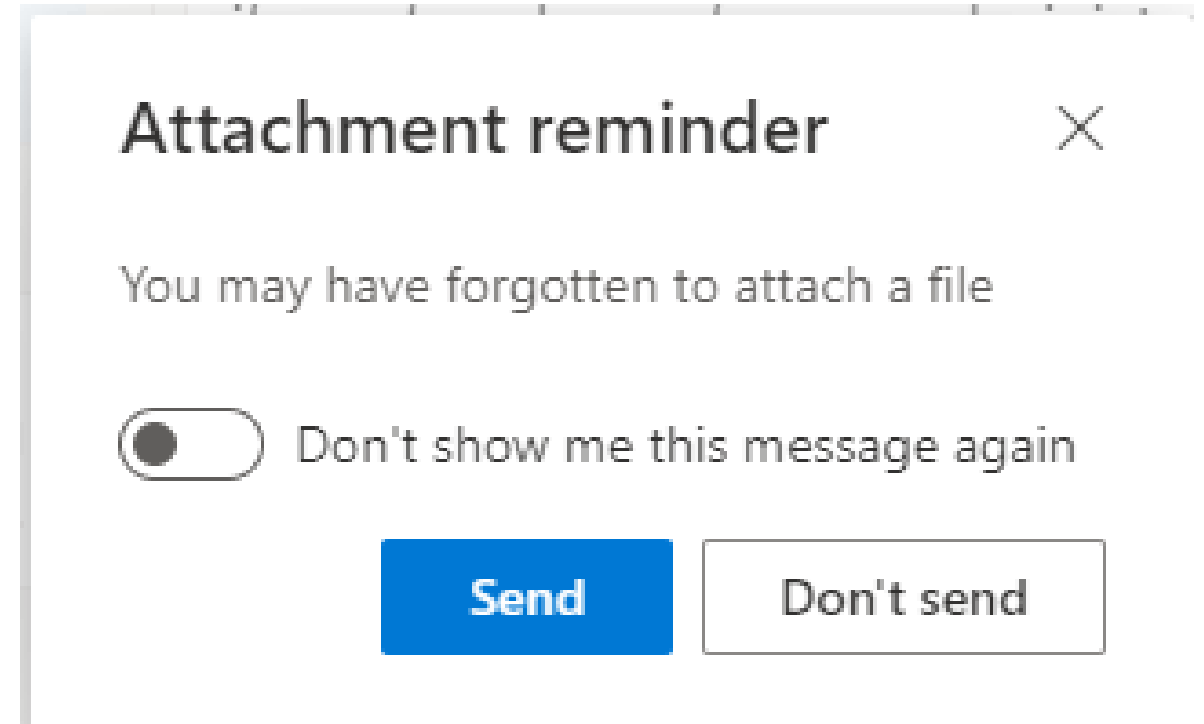 Attachment reminder
You may have forgotten to attach a file
Don't show me this message again
Send
Don't send